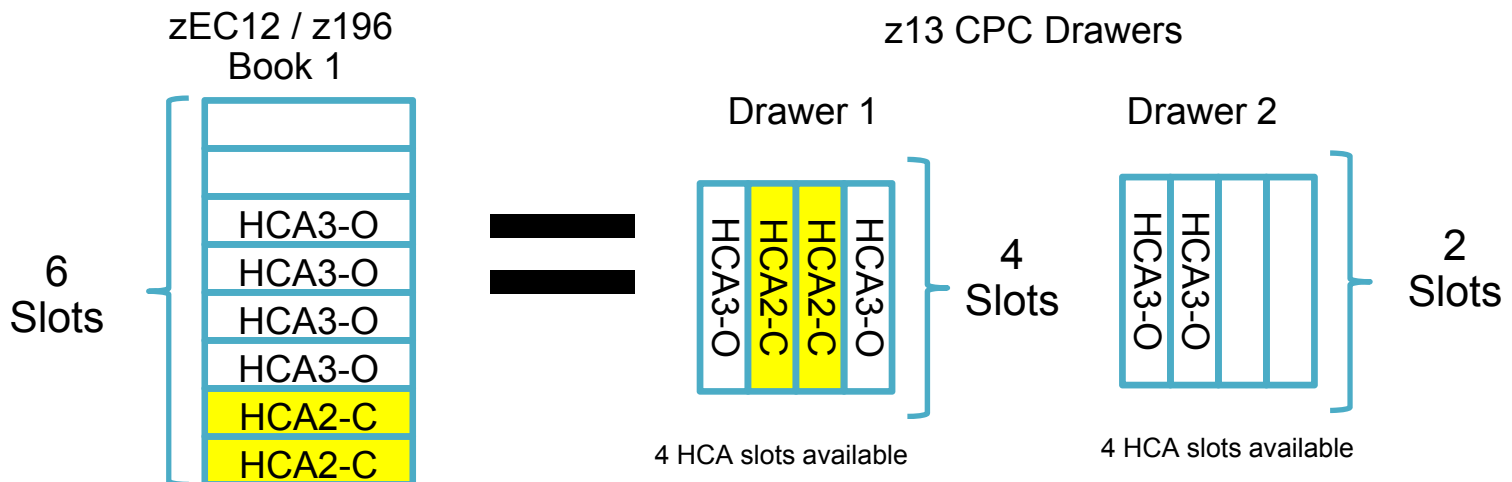 zEC12 / z196
Book 1
6
Slots
HCA3-O
HCA3-O
HCA3-O
HCA3-O
HCA2-C
HCA2-C
z13 CPC Drawers
Drawer 1
HCA3-O
HCA2-C
HCA2-C
HCA3-O
4
Slots
4 HCA slots available
Drawer 2
HCA3-O
HCA3-O
2
Slots
4 HCA slots available